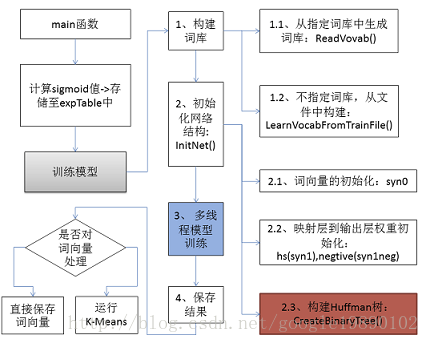 main函数
计算sigmoid值->存
储至expTable中
训练模型
是否对
词向量
处理
直接保存
词向量
运行
K-Means
1、构建
词库
2、初始
化网络
结构:
InitNet()
3、多线
程模型
训练
4、保存
结果
1.1、从指定词库中生成
词库：ReadVovab()
1.2、不指定词库，从文
件中构建：
LearnVocabFromTrainFile()
2.1、词向量的初始化：syn0
2.2、映射层到输出层权重初
始化：
hs(syn1),negtive(syn1neg)
2.3、构建Huffman树：
CreateBinaryTree()